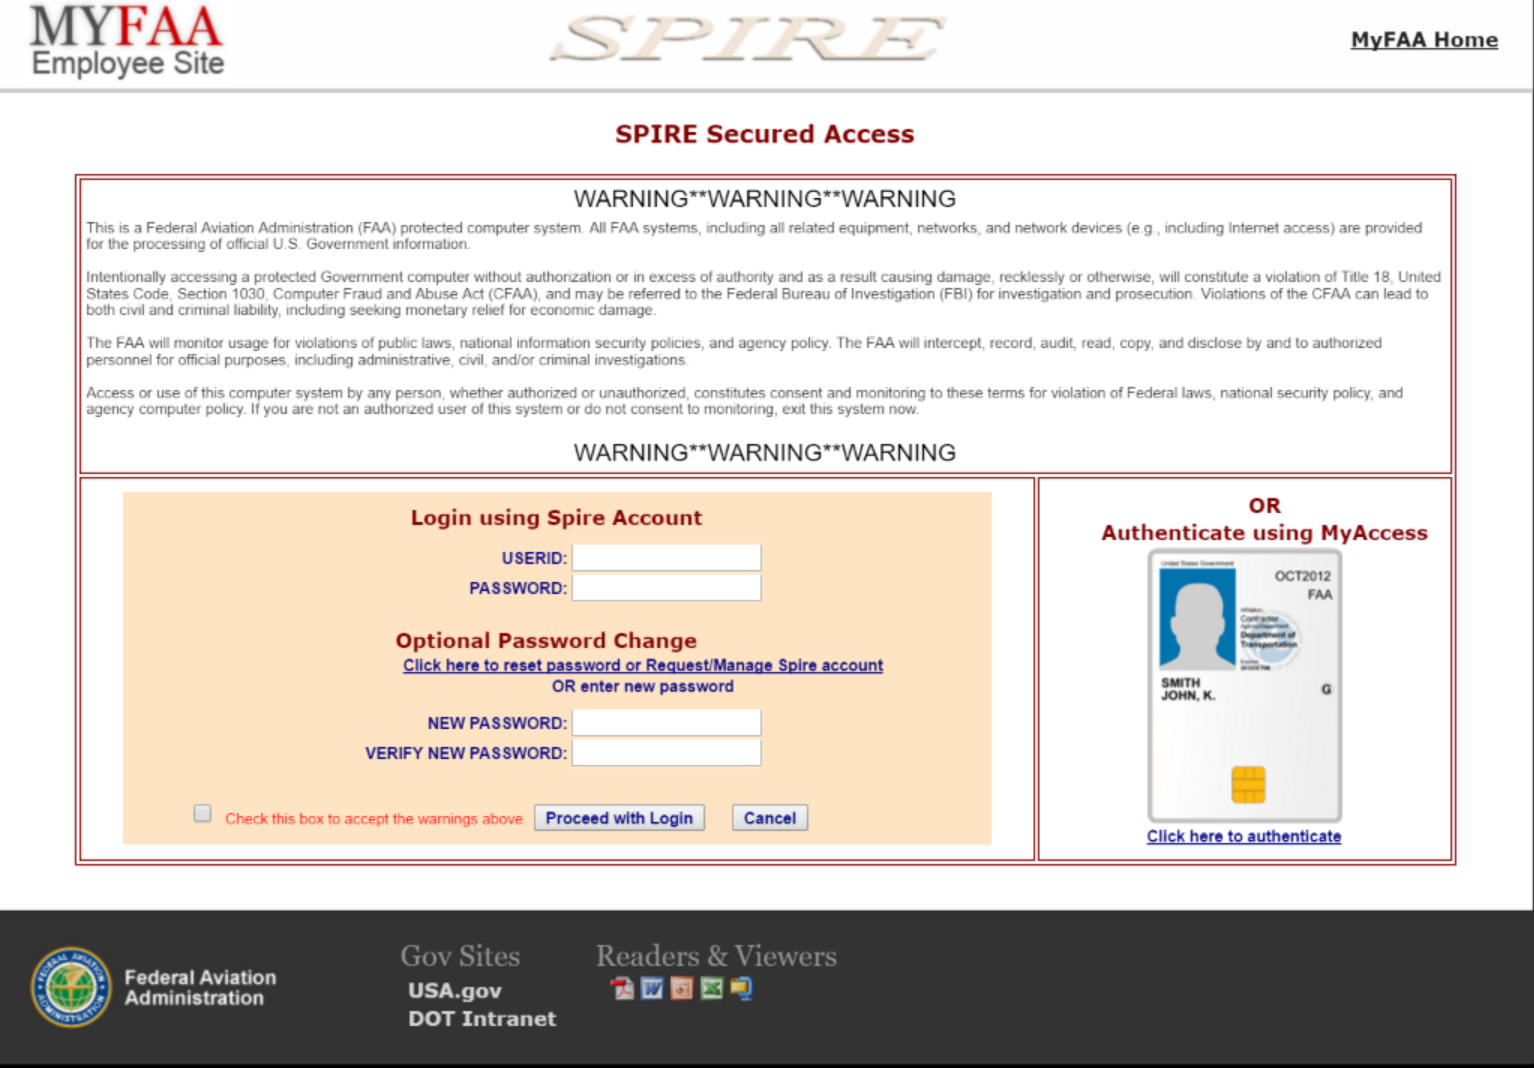 MYFAA
Employee Site
SPIRE
MyFAA Home
SPIRE Secured Access
WARNING**WARNING**WARNING
This is a Federal Aviation Administration (FAA) protected computer system. All FAA systems, including all related equipment, networks, and network devices (e.g., including Internet access) are provided
for the processing of official U.S. Government information.
Intentionally accessing a protected Government computer without authorization or in excess of authority and as a result causing damage, recklessly or otherwise, will constitute a violation of Title 18, United
States Code, Section 1030, Computer Fraud and Abuse Act (CFAA), and may be referred to the Federal Bureau of Investigation (FBI) for investigation and prosecution. Violations of the CFAA can lead to
both civil and criminal liability, including seeking monetary relief for economic damage.
The FAA will monitor usage for violations of public laws, national information security policies, and agency policy. The FAA will intercept, record, audit, read, copy, and disclose by and to authorized
personnel for official purposes, including administrative, civil, and/or criminal investigations.
Access or use of this computer system by any person, whether authorized or unauthorized, constitutes consent and monitoring to these terms for violation of Federal laws, national security policy, and
agency computer policy. If you are not an authorized user of this system or do not consent to monitoring, exit this system now.
WARNING**WARNING**WARNING
Login using Spire Account
USERID:
PASSWORD:
Optional Password Change
Click here to reset password or Request/Manage Spire account
OR enter new password
NEW PASSWORD:
VERIFY NEW PASSWORD:
Check this box to accept the warnings above.
Proceed with Login
Cancel
OR
Authenticate using MyAccess
United States Government
OCT2012
FAA
Affiliation
Contractor
Agency/Department
Department of
Transportation
Expires
SMITH
JOHN, K.
G
Click here to authenticate
FEDERAL AVIATION
ADMINISTRATION
Federal Aviation
Administration
Gov Sites
USA.gov
DOT Intranet
Readers & Viewers